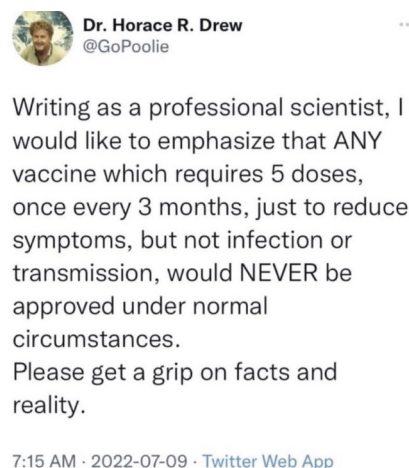 Dr. Horace R. Drew
@GoPoolie
Writing as a professional scientist, I
would like to emphasize that ANY
vaccine which requires 5 doses,
once every 3 months, just to reduce
symptoms, but not infection or
transmission, would NEVER be
approved under normal
circumstances.
Please get a grip on facts and
reality.
7:15 AM · 2022-07-09 · Twitter Web App